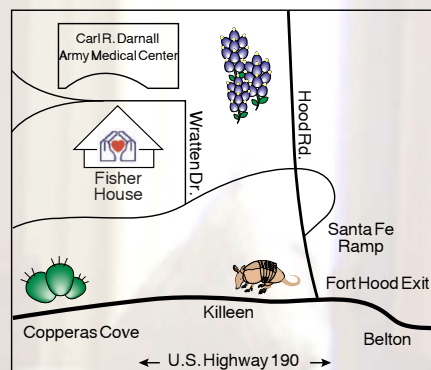 Carl R. Darnall
Army Medical Center
Wratten Dr.
Hood Rd.
Fisher
House
Santa Fe
Ramp
Fort Hood Exit
Killeen
Copperas Cove
Belton
U.S. Highway 190